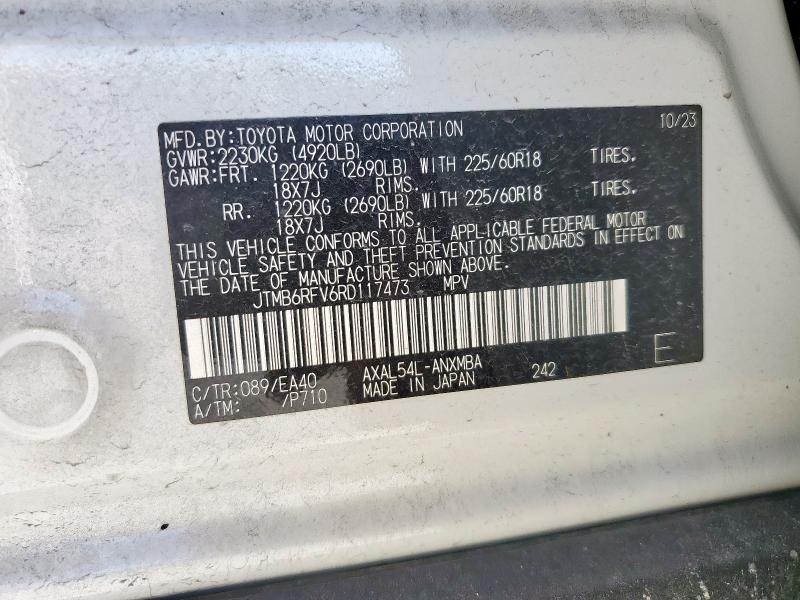 MFD.BY:TOYOTA MOTOR CORPORATION 10/23
GVWR:2230KG (4920LB)
GAWR:FRT. 1220KG (2690LB) WITH 225/60R18 TIRES.
18X7J RIMS.
RR. 1220KG (2690LB) WITH 225/60R18 TIRES.
18X7J RIMS.
THIS VEHICLE CONFORMS TO ALL APPLICABLE FEDERAL MOTOR
VEHICLE SAFETY AND THEFT PREVENTION STANDARDS IN EFFECT ON
THE DATE OF MANUFACTURE SHOWN ABOVE.
JTMB6RFV6RD117473 MPV
C/TR:089/EA40 AXAL54L-ANXMBA E
A/TM: /P710 MADE IN JAPAN 242